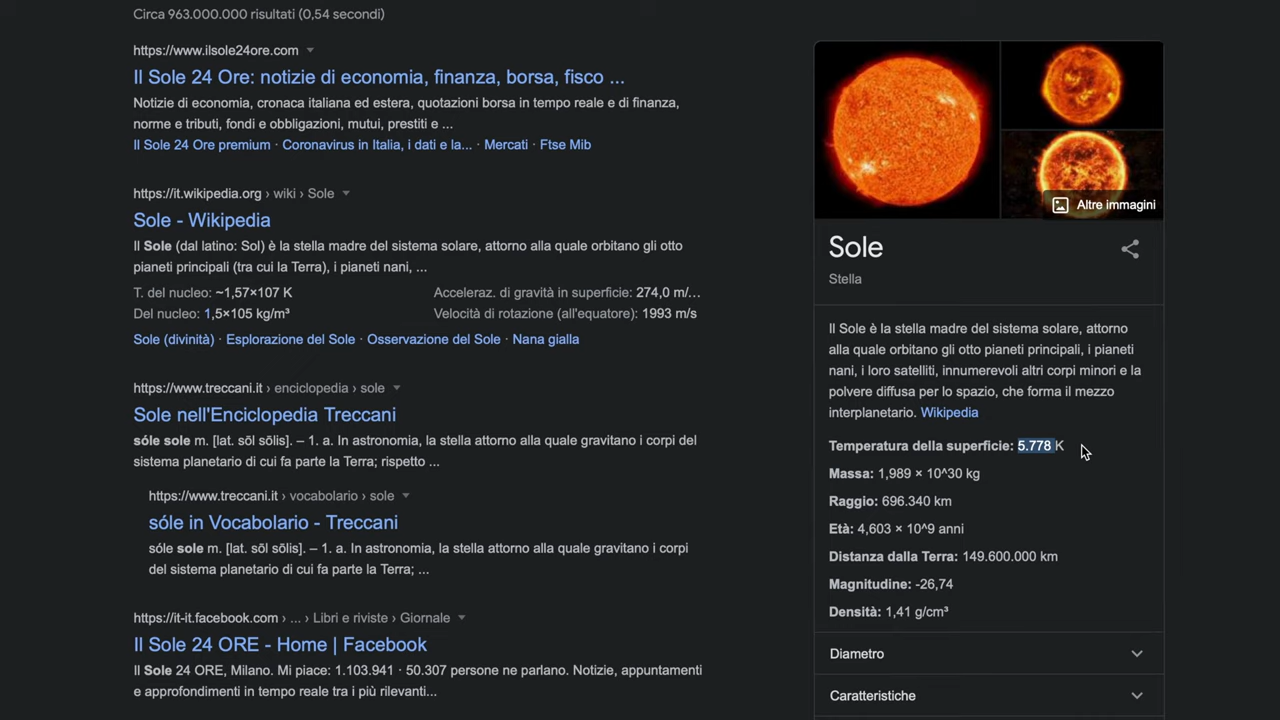 Circa 963.000.000 risultati (0,54 secondi)
https://www.ilsole24ore.com
Il Sole 24 Ore: notizie di economia, finanza, borsa, fisco ...
Notizie di economia, cronaca italiana ed estera, quotazioni borsa in tempo reale e di finanza,
norme e tributi, fondi e obbligazioni, mutui, prestiti e ...
Il Sole 24 Ore premium · Coronavirus in Italia, i dati e la... · Mercati · Ftse Mib
https://it.wikipedia.org › wiki › Sole
Sole - Wikipedia
Il Sole (dal latino: Sol) è la stella madre del sistema solare, attorno alla quale orbitano gli otto
pianeti principali (tra cui la Terra), i pianeti nani, ...
T. del nucleo: ~1,57×107 K
Acceleraz. di gravità in superficie: 274,0 m/...
Del nucleo: 1,5×105 kg/m³
Velocità di rotazione (all'equatore): 1993 m/s
Sole (divinità) · Esplorazione del Sole · Osservazione del Sole · Nana gialla
https://www.treccani.it › enciclopedia › sole
Sole nell'Enciclopedia Treccani
sóle sole m. [lat. sōl sōlis]. – 1. a. In astronomia, la stella attorno alla quale gravitano i corpi del
sistema planetario di cui fa parte la Terra; rispetto ...
https://www.treccani.it › vocabolario › sole
sóle in Vocabolario - Treccani
sóle sole m. [lat. sōl sōlis]. – 1. a. In astronomia, la stella attorno alla quale gravitano i corpi
del sistema planetario di cui fa parte la Terra; ...
https://it-it.facebook.com › ... › Libri e riviste › Giornale
Il Sole 24 ORE - Home | Facebook
Il Sole 24 ORE, Milano. Mi piace: 1.103.941 · 50.307 persone ne parlano. Notizie, appuntamenti
e approfondimenti in tempo reale tra i più rilevanti...
Altre immagini
Sole
Stella
Il Sole è la stella madre del sistema solare, attorno
alla quale orbitano gli otto pianeti principali, i pianeti
nani, i loro satelliti, innumerevoli altri corpi minori e la
polvere diffusa per lo spazio, che forma il mezzo
interplanetario. Wikipedia
Temperatura della superficie: 5.778 K
Massa: 1,989 × 10^30 kg
Raggio: 696.340 km
Età: 4,603 × 10^9 anni
Distanza dalla Terra: 149.600.000 km
Magnitudine: -26,74
Densità: 1,41 g/cm³
Diametro
Caratteristiche